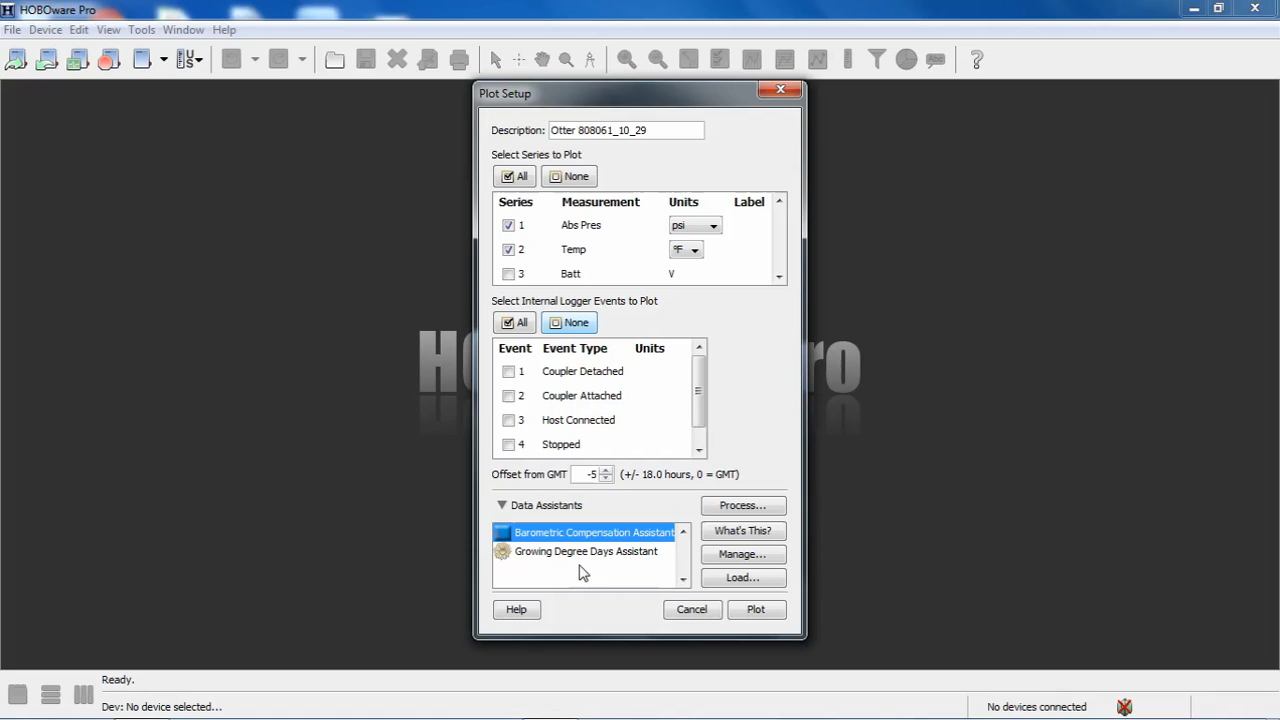 HOBOware Pro
File Device Edit View Tools Window Help
Plot Setup
Description: Otter 808061_10_29
Select Series to Plot
All None
Series Measurement Units Label
1 Abs Pres psi
2 Temp °F
3 Batt V
Select Internal Logger Events to Plot
All None
Event Event Type Units
1 Coupler Detached
2 Coupler Attached
3 Host Connected
4 Stopped
Offset from GMT -5 (+/- 18.0 hours, 0 = GMT)
Data Assistants Process...
Barometric Compensation Assistant What's This?
Growing Degree Days Assistant Manage...
Load...
Help Cancel Plot
Ready.
Dev: No device selected... No devices connected